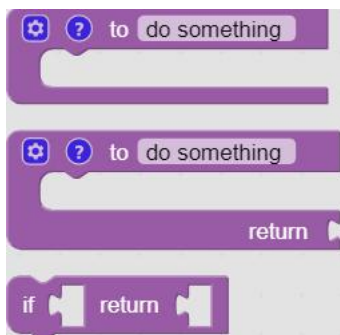 ? to do something
? to do something
return
if return